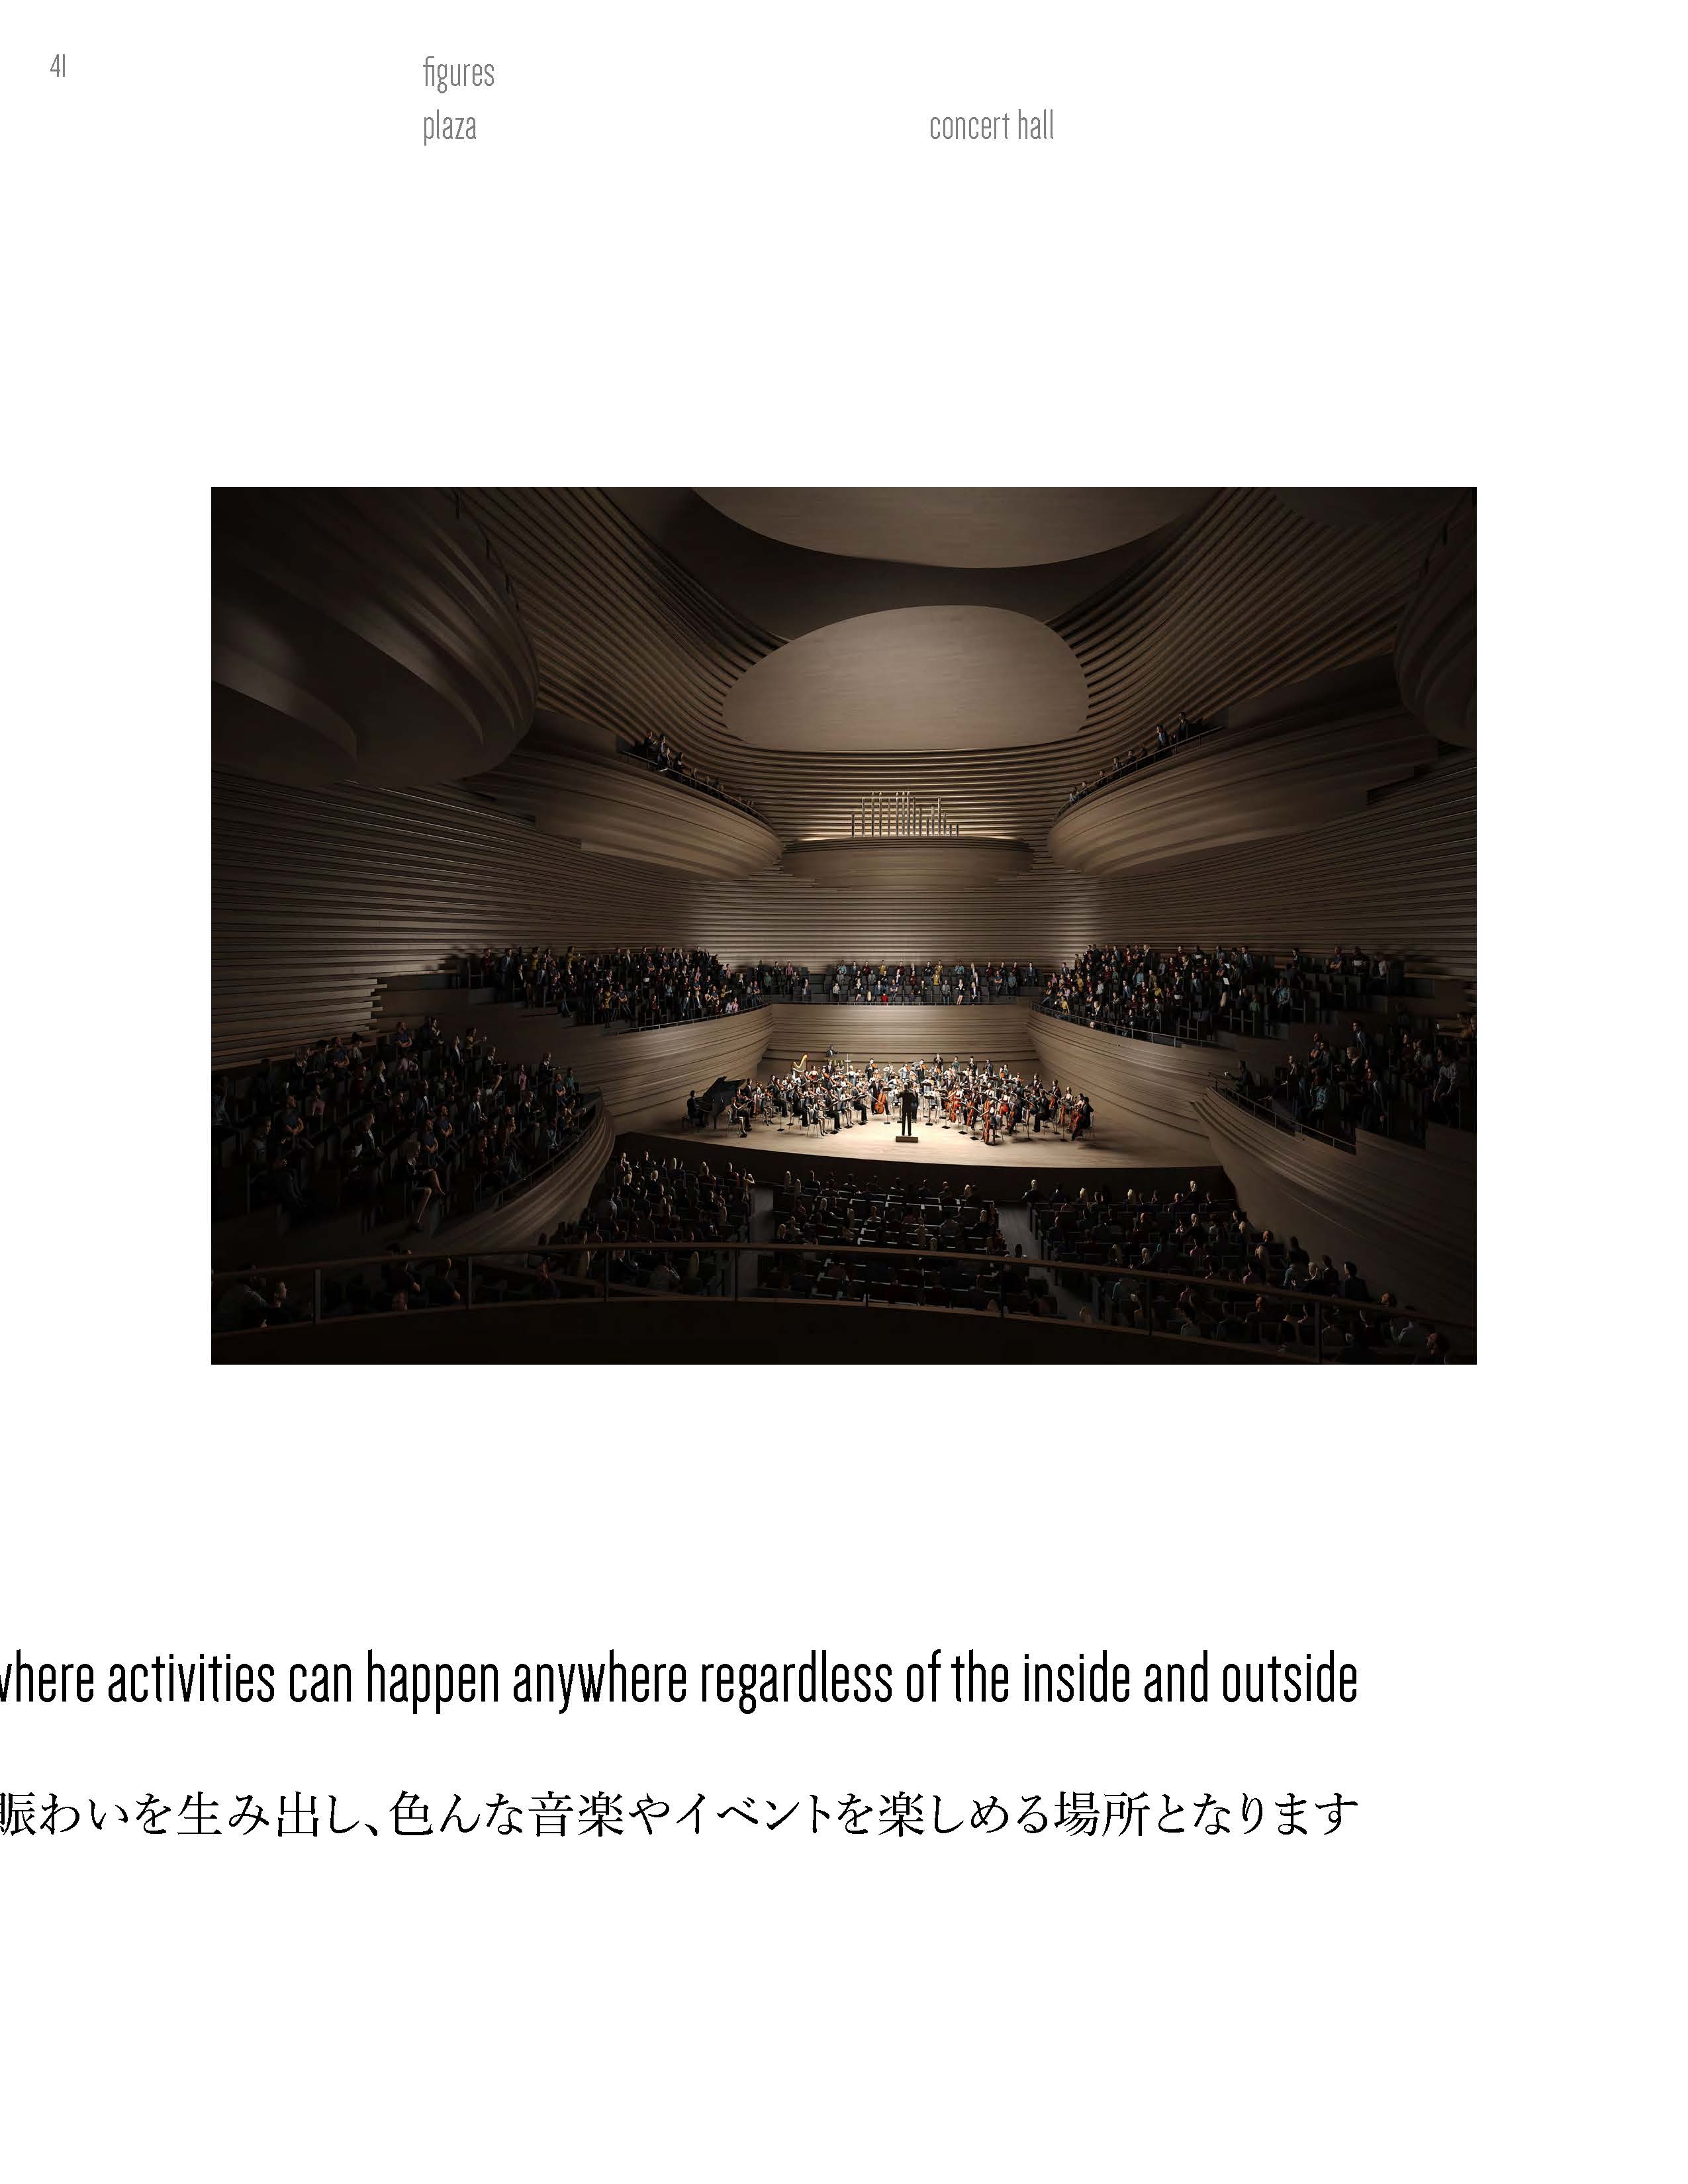 41
figures
plaza
concert hall
where activities can happen anywhere regardless of the inside and outside
賑わいを生み出し、色んな音楽やイベントを楽しめる場所となります